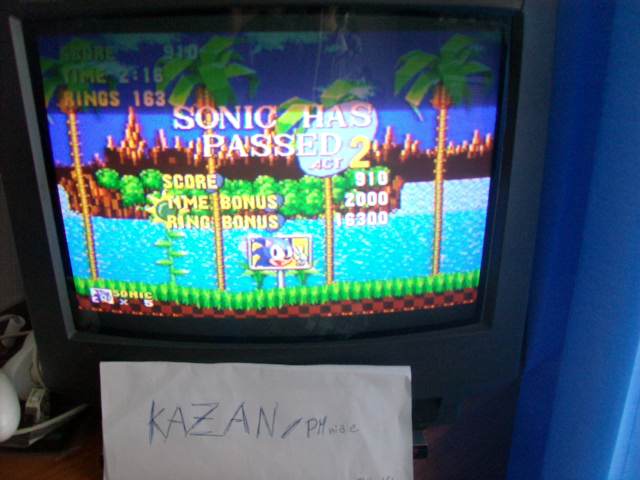 SCORE 910
TIME 2:16
RINGS 163
SONIC HAS
PASSED
ACT 2
SCORE 910
TIME BONUS 2000
RING BONUS 16300
SONIC
X 5
KAZAN/PM